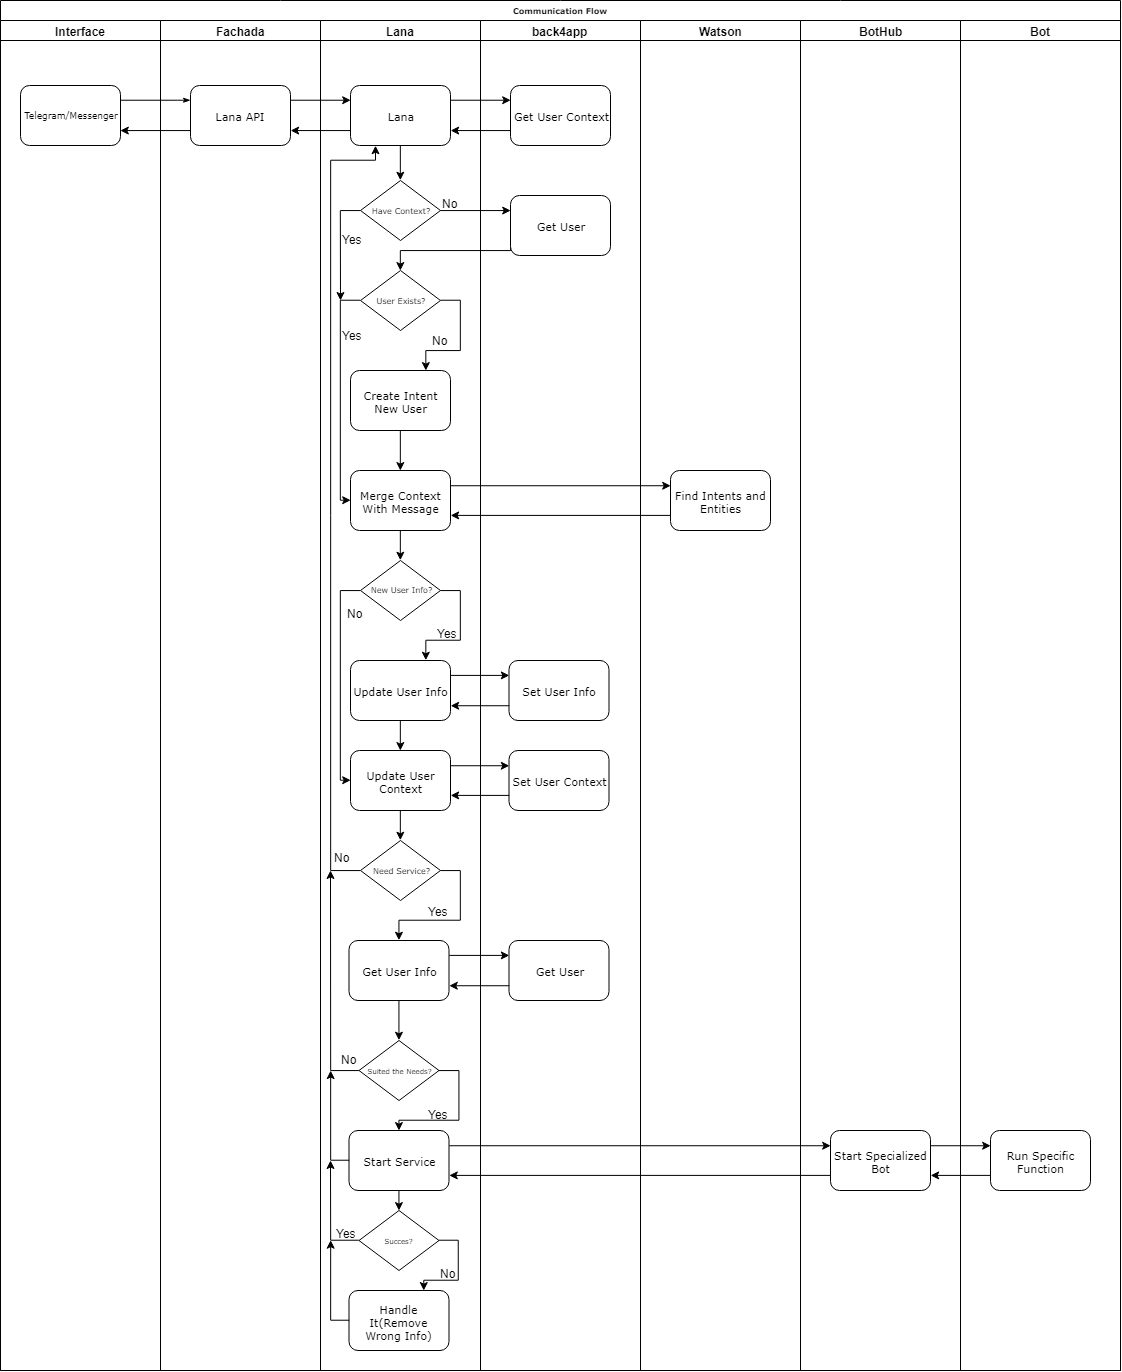 Communication Flow
Interface
Fachada
Lana
back4app
Watson
BotHub
Bot
Telegram/Messenger
Lana API
Lana
Get User Context
Have Context?
No
Get User
Yes
User Exists?
Yes
No
Create Intent
New User
Merge Context
With Message
Find Intents and
Entities
New User Info?
No
Yes
Update User Info
Set User Info
Update User
Context
Set User Context
No
Need Service?
Yes
Get User Info
Get User
No
Suited the Needs?
Yes
Start Service
Start Specialized
Bot
Run Specific
Function
Yes
Succes?
No
Handle
It(Remove
Wrong Info)